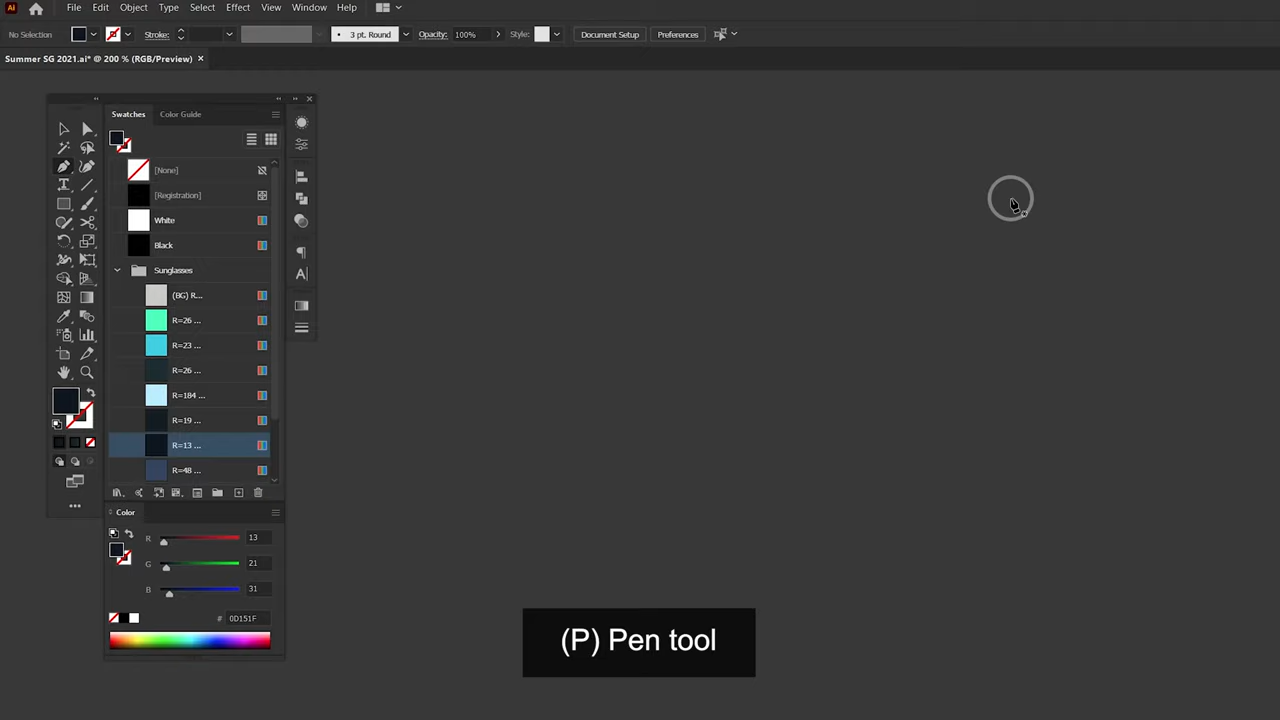 Ai File Edit Object Type Select Effect View Window Help
No Selection Stroke: 3 pt. Round Opacity: 100% Style: Document Setup Preferences
Summer SG 2021.ai* @ 200 % (RGB/Preview) ×
Swatches Color Guide
[None]
[Registration]
White
Black
Sunglasses
(BG) R...
R=26 ...
R=23 ...
R=26 ...
R=184 ...
R=19 ...
R=13 ...
R=48 ...
Color
R 13
G 21
B 31
# 0D151F
(P) Pen tool